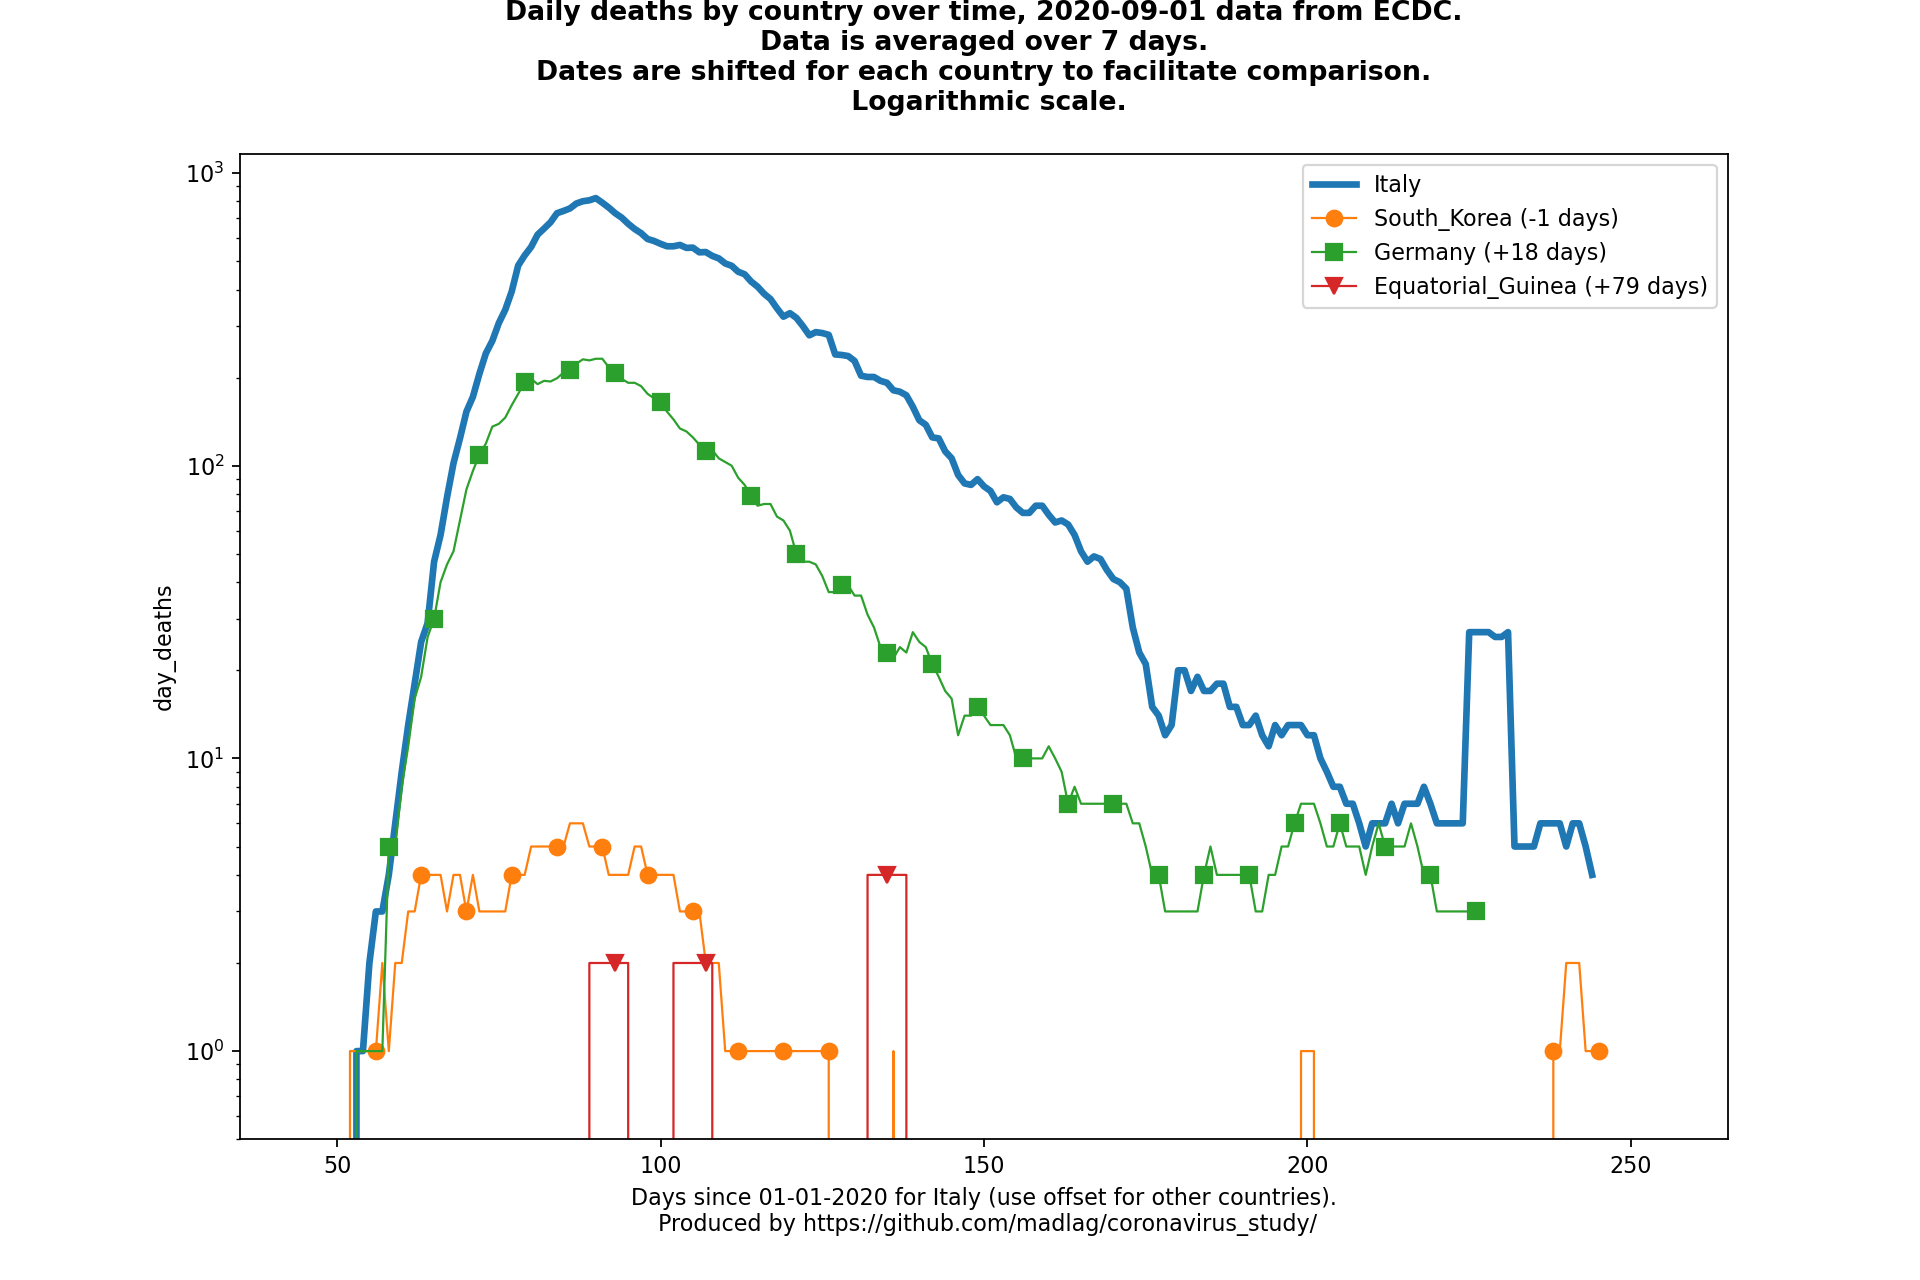 Daily deaths by country over time, 2020-09-01 data from ECDC.
Data is averaged over 7 days.
Dates are shifted for each country to facilitate comparison.
Logarithmic scale.
10³
10²
10¹
10⁰
day_deaths
Italy
South_Korea (-1 days)
Germany (+18 days)
Equatorial_Guinea (+79 days)
50 100 150 200 250
Days since 01-01-2020 for Italy (use offset for other countries).
Produced by https://github.com/madlag/coronavirus_study/